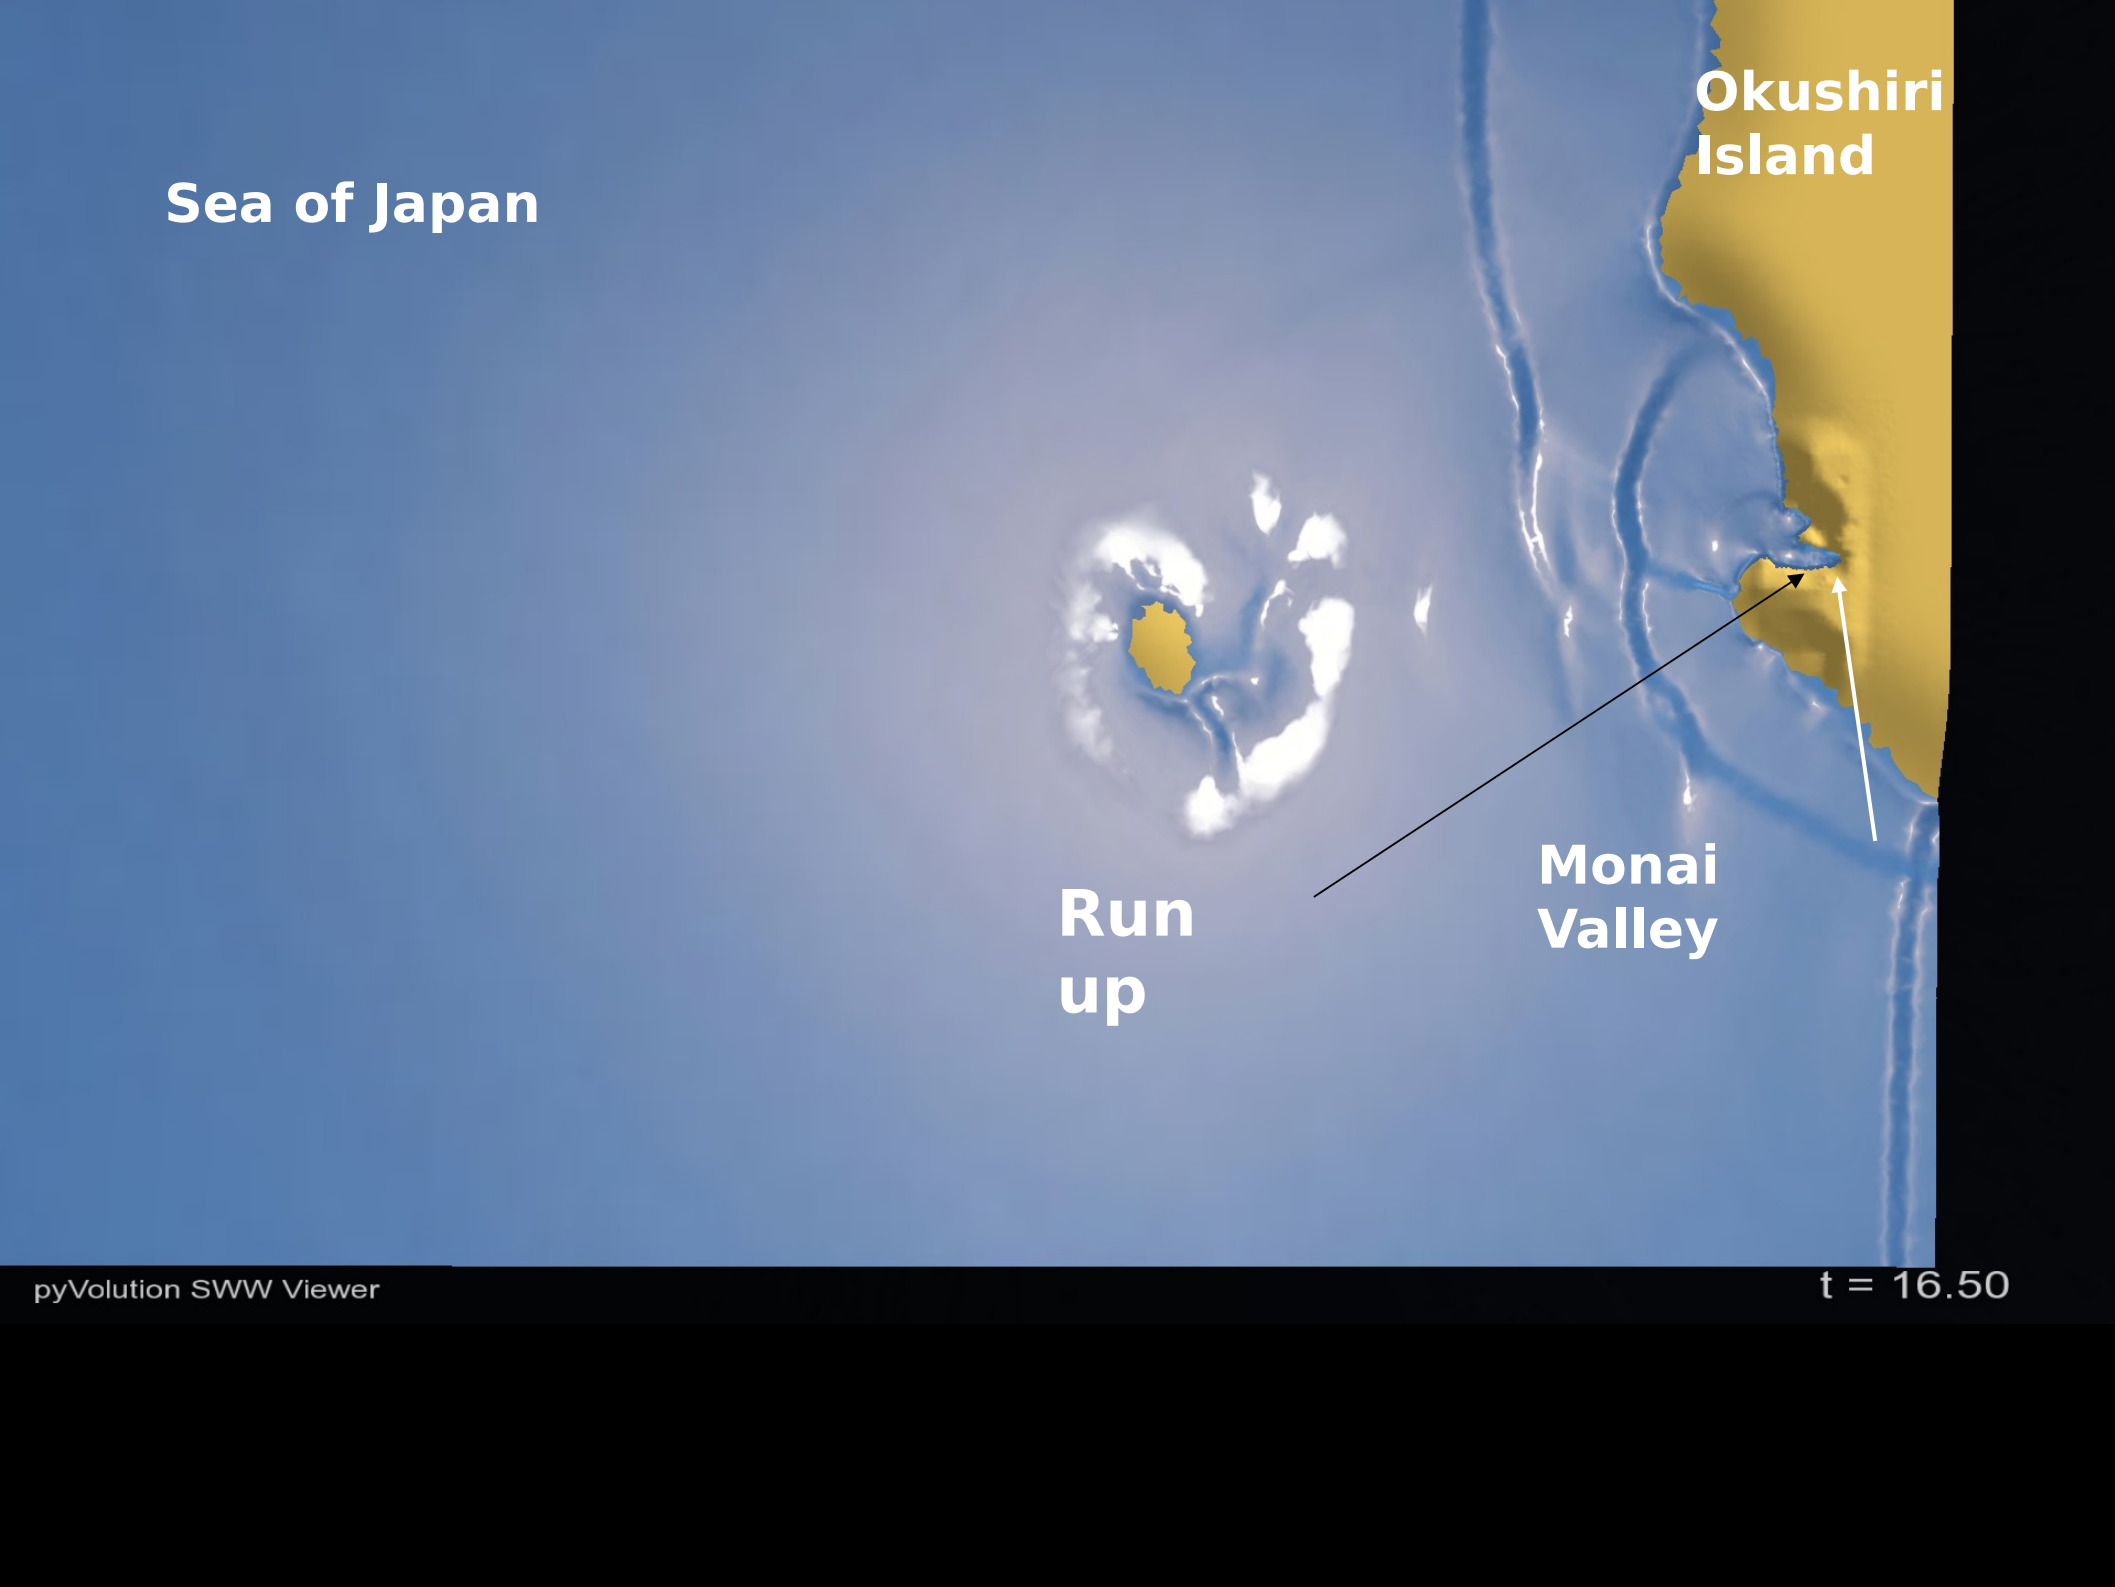 Okushiri
Island
Sea of Japan
Monai
Valley
Run
up
pyVolution SWW Viewer
t = 16.50